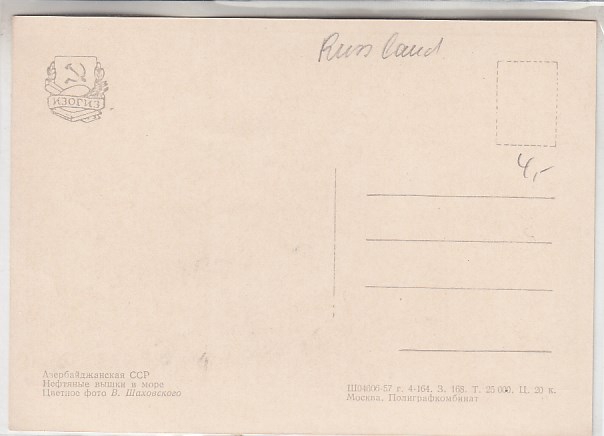 Russland
ИЗОГИЗ
4,-
Азербайджанская ССР
Нефтяные вышки в море
Цветное фото В. Шаховского
Ш04606-57 г. 4-164. З. 168. Т. 25 000. Ц. 20 к.
Москва. Полиграфкомбинат